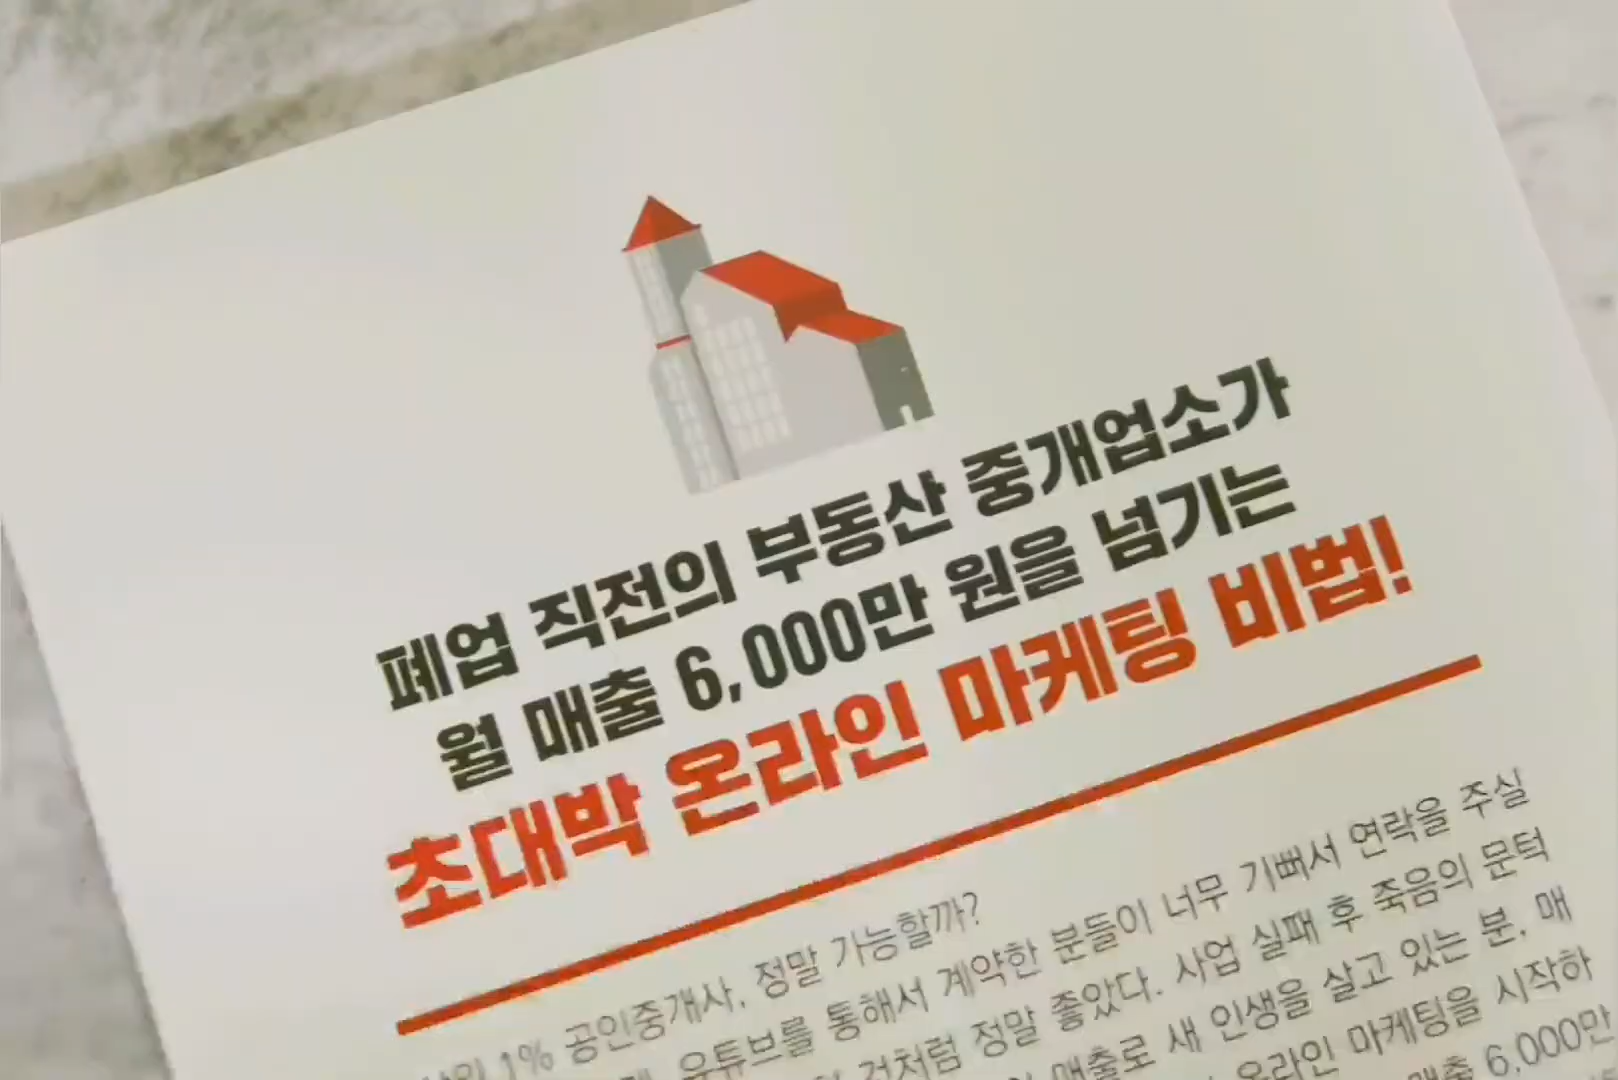 폐업 직전의 부동산 중개업소가
월 매출 6,000만 원을 넘기는
초대박 온라인 마케팅 비법!
1% 공인중개사, 정말 가능할까?
유튜브를 통해서 계약한 분들이 너무 기뻐서 연락을 주실
것처럼 정말 좋았다. 사업 실패 후 죽음의 문턱
매출로 새 인생을 살고 있는 분, 매
온라인 마케팅을 시작하
매출 6,000만